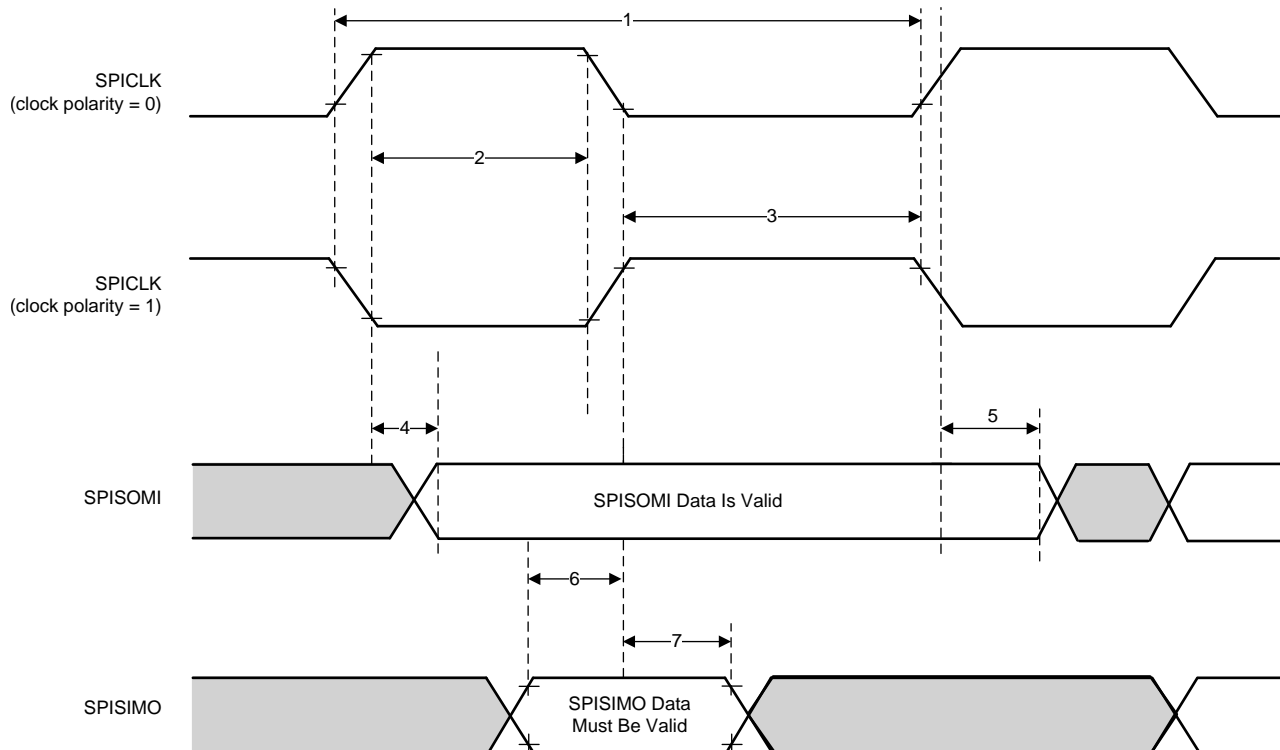 1
SPICLK
(clock polarity = 0)
2
3
SPICLK
(clock polarity = 1)
4
5
SPISOMI
SPISOMI Data Is Valid
6
7
SPISIMO
SPISIMO Data
Must Be Valid